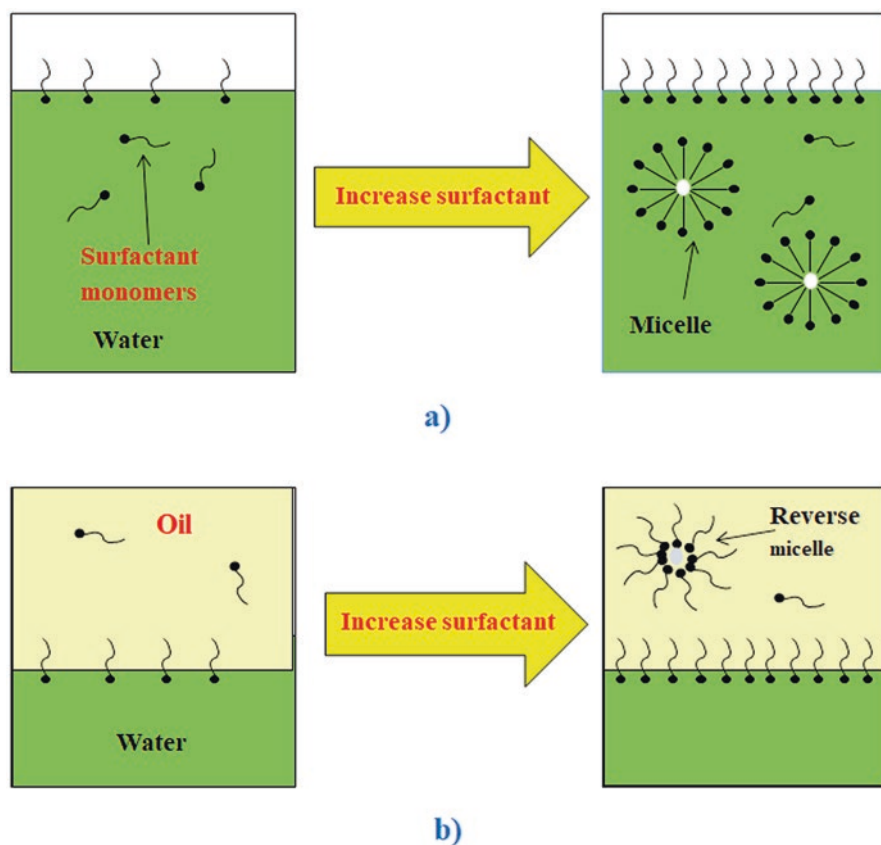 Increase surfactant
Surfactant
monomers
Water
Micelle
a)
Oil
Reverse
micelle
Increase surfactant
Water
b)